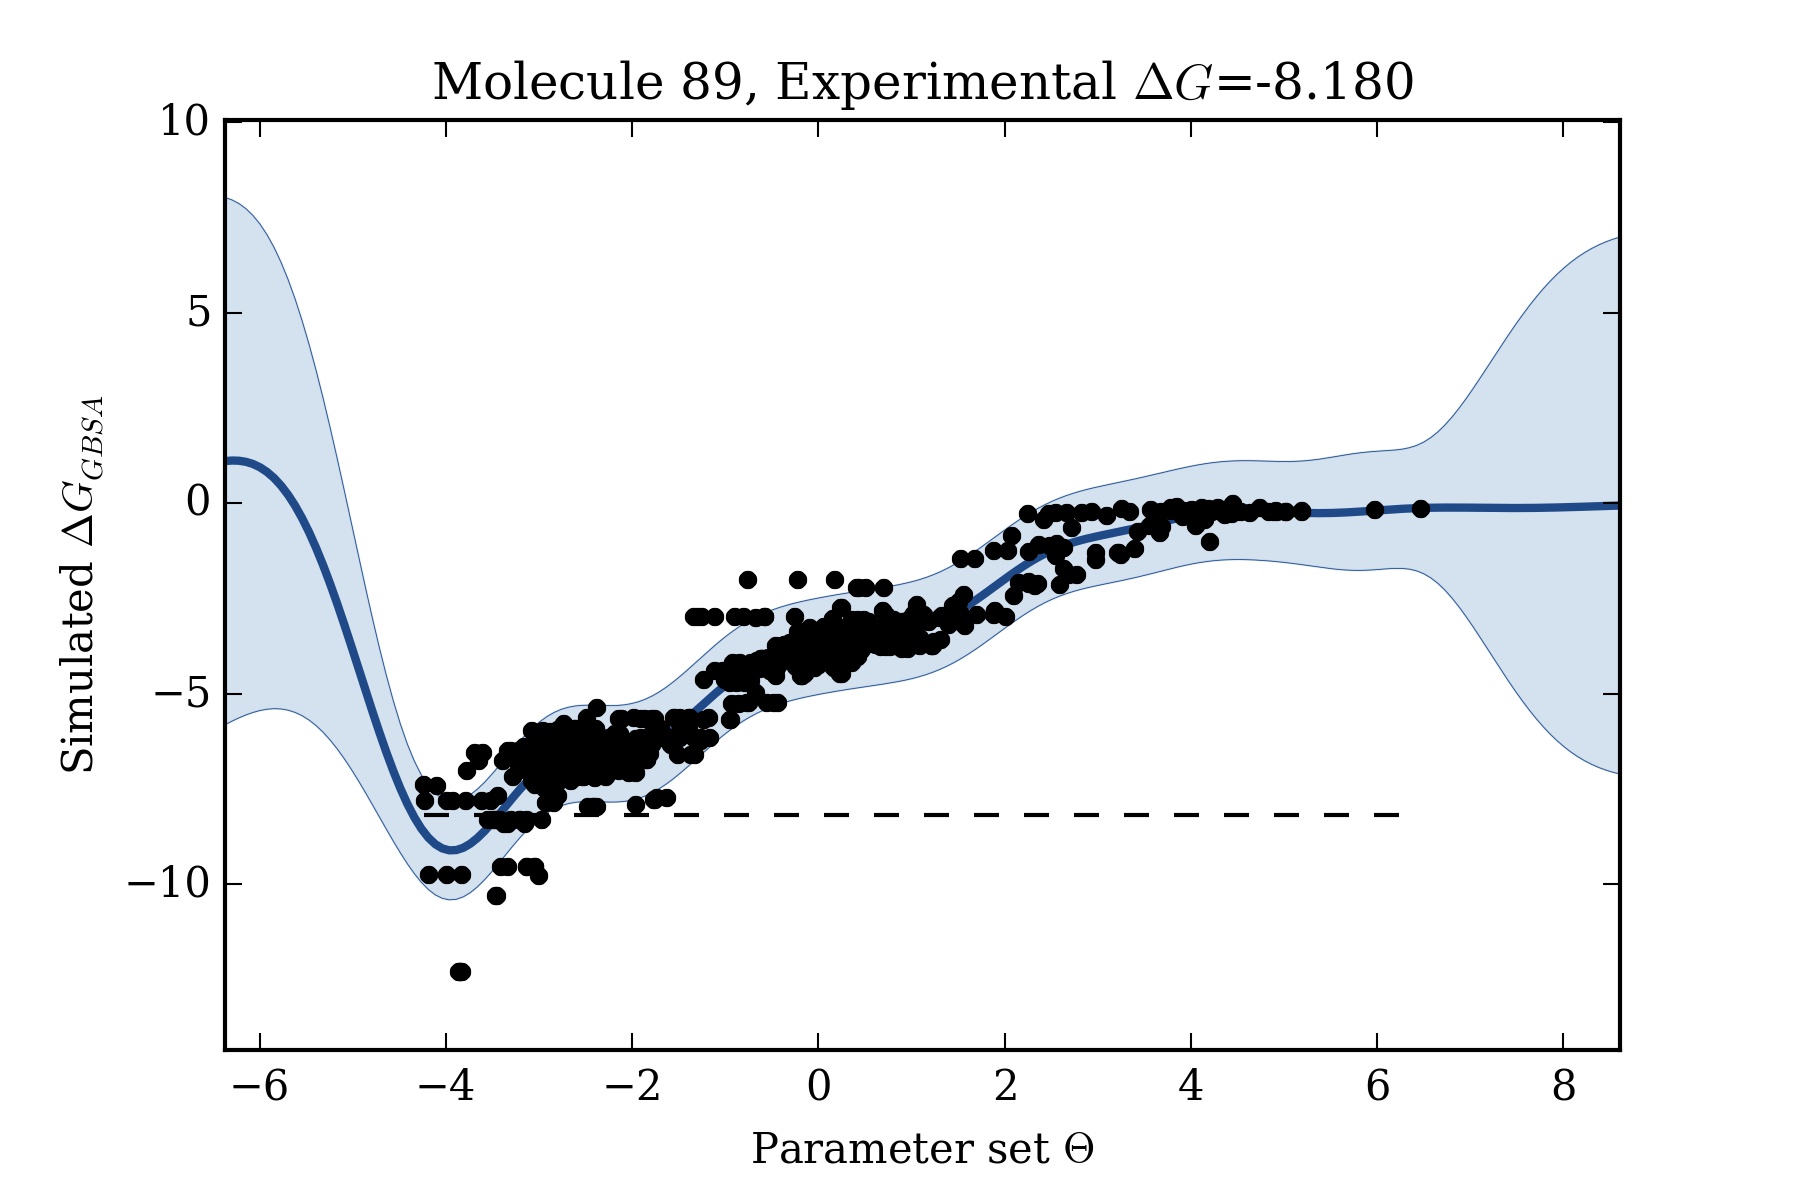 Molecule 89, Experimental ΔG=-8.180
10
5
0
−5
−10
Simulated ΔG_GBSA
−6 −4 −2 0 2 4 6 8
Parameter set Θ